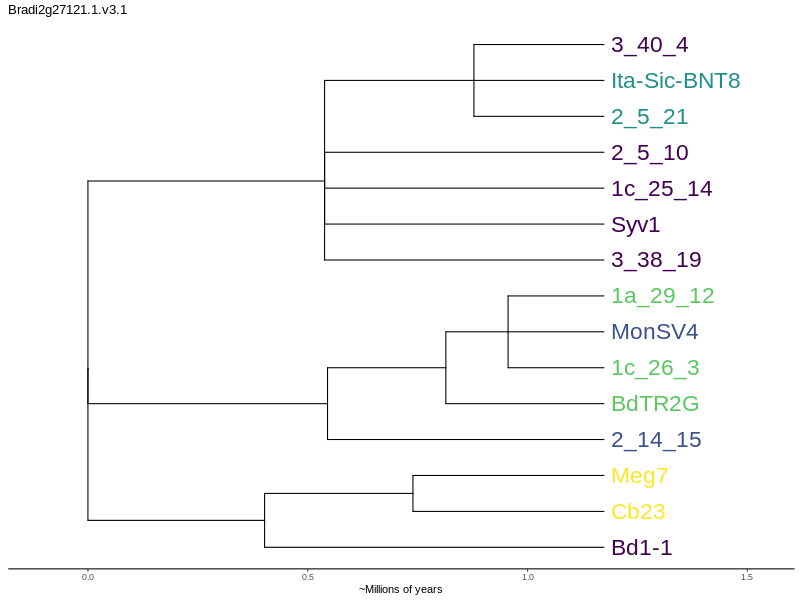 Bradi2g27121.1.v3.1
3_40_4
Ita-Sic-BNT8
2_5_21
2_5_10
1c_25_14
Syv1
3_38_19
1a_29_12
MonSV4
1c_26_3
BdTR2G
2_14_15
Meg7
Cb23
Bd1-1
0.0 0.5 1.0 1.5
~Millions of years